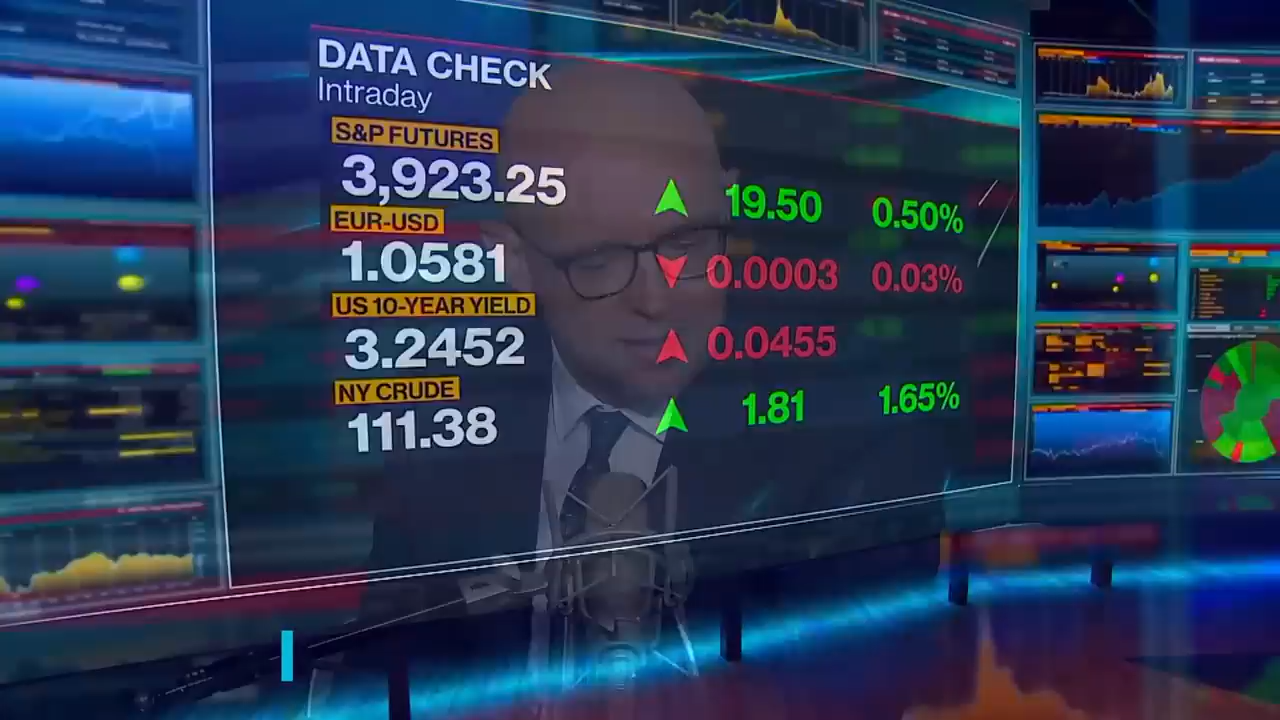 DATA CHECK
Intraday
S&P FUTURES
3,923.25 19.50 0.50%
EUR-USD
1.0581 0.0003 0.03%
US 10-YEAR YIELD
3.2452 0.0455
NY CRUDE
111.38 1.81 1.65%